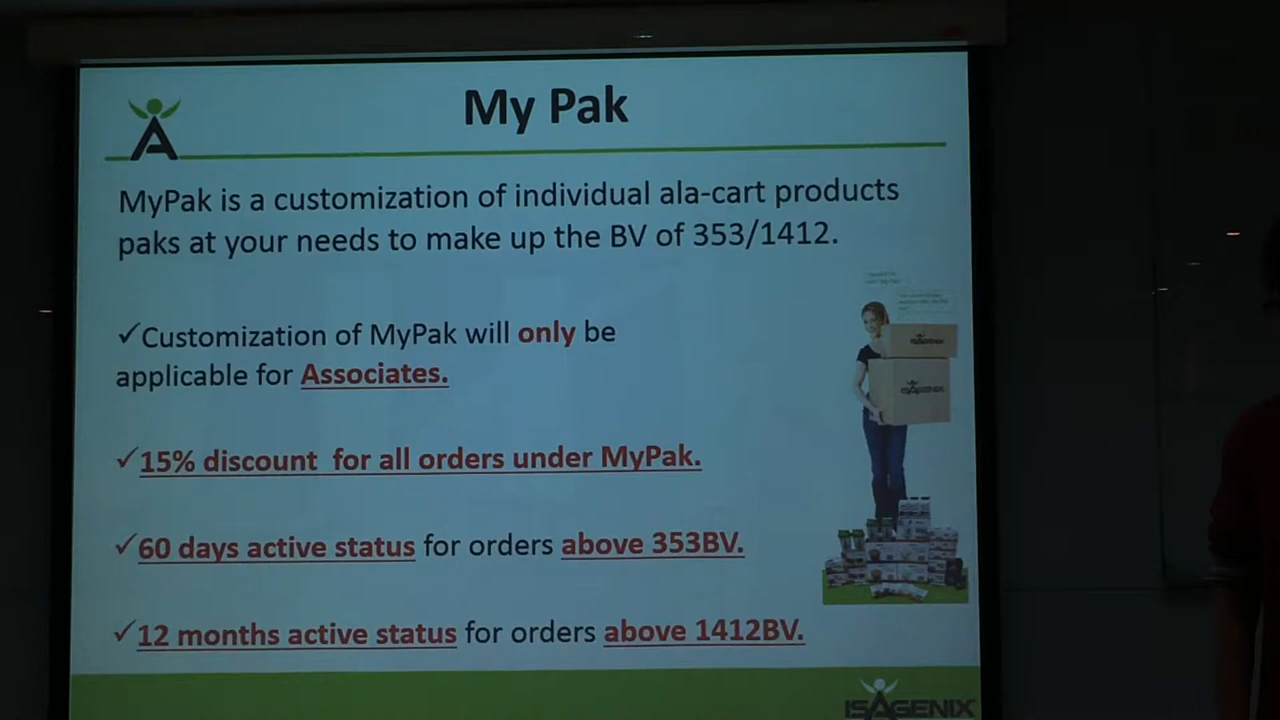 My Pak
MyPak is a customization of individual ala-cart products
paks at your needs to make up the BV of 353/1412.
✓Customization of MyPak will only be
applicable for Associates.
ISAGENIX
ISAGENIX
✓15% discount for all orders under MyPak.
✓60 days active status for orders above 353BV.
✓12 months active status for orders above 1412BV.
ISAGENIX